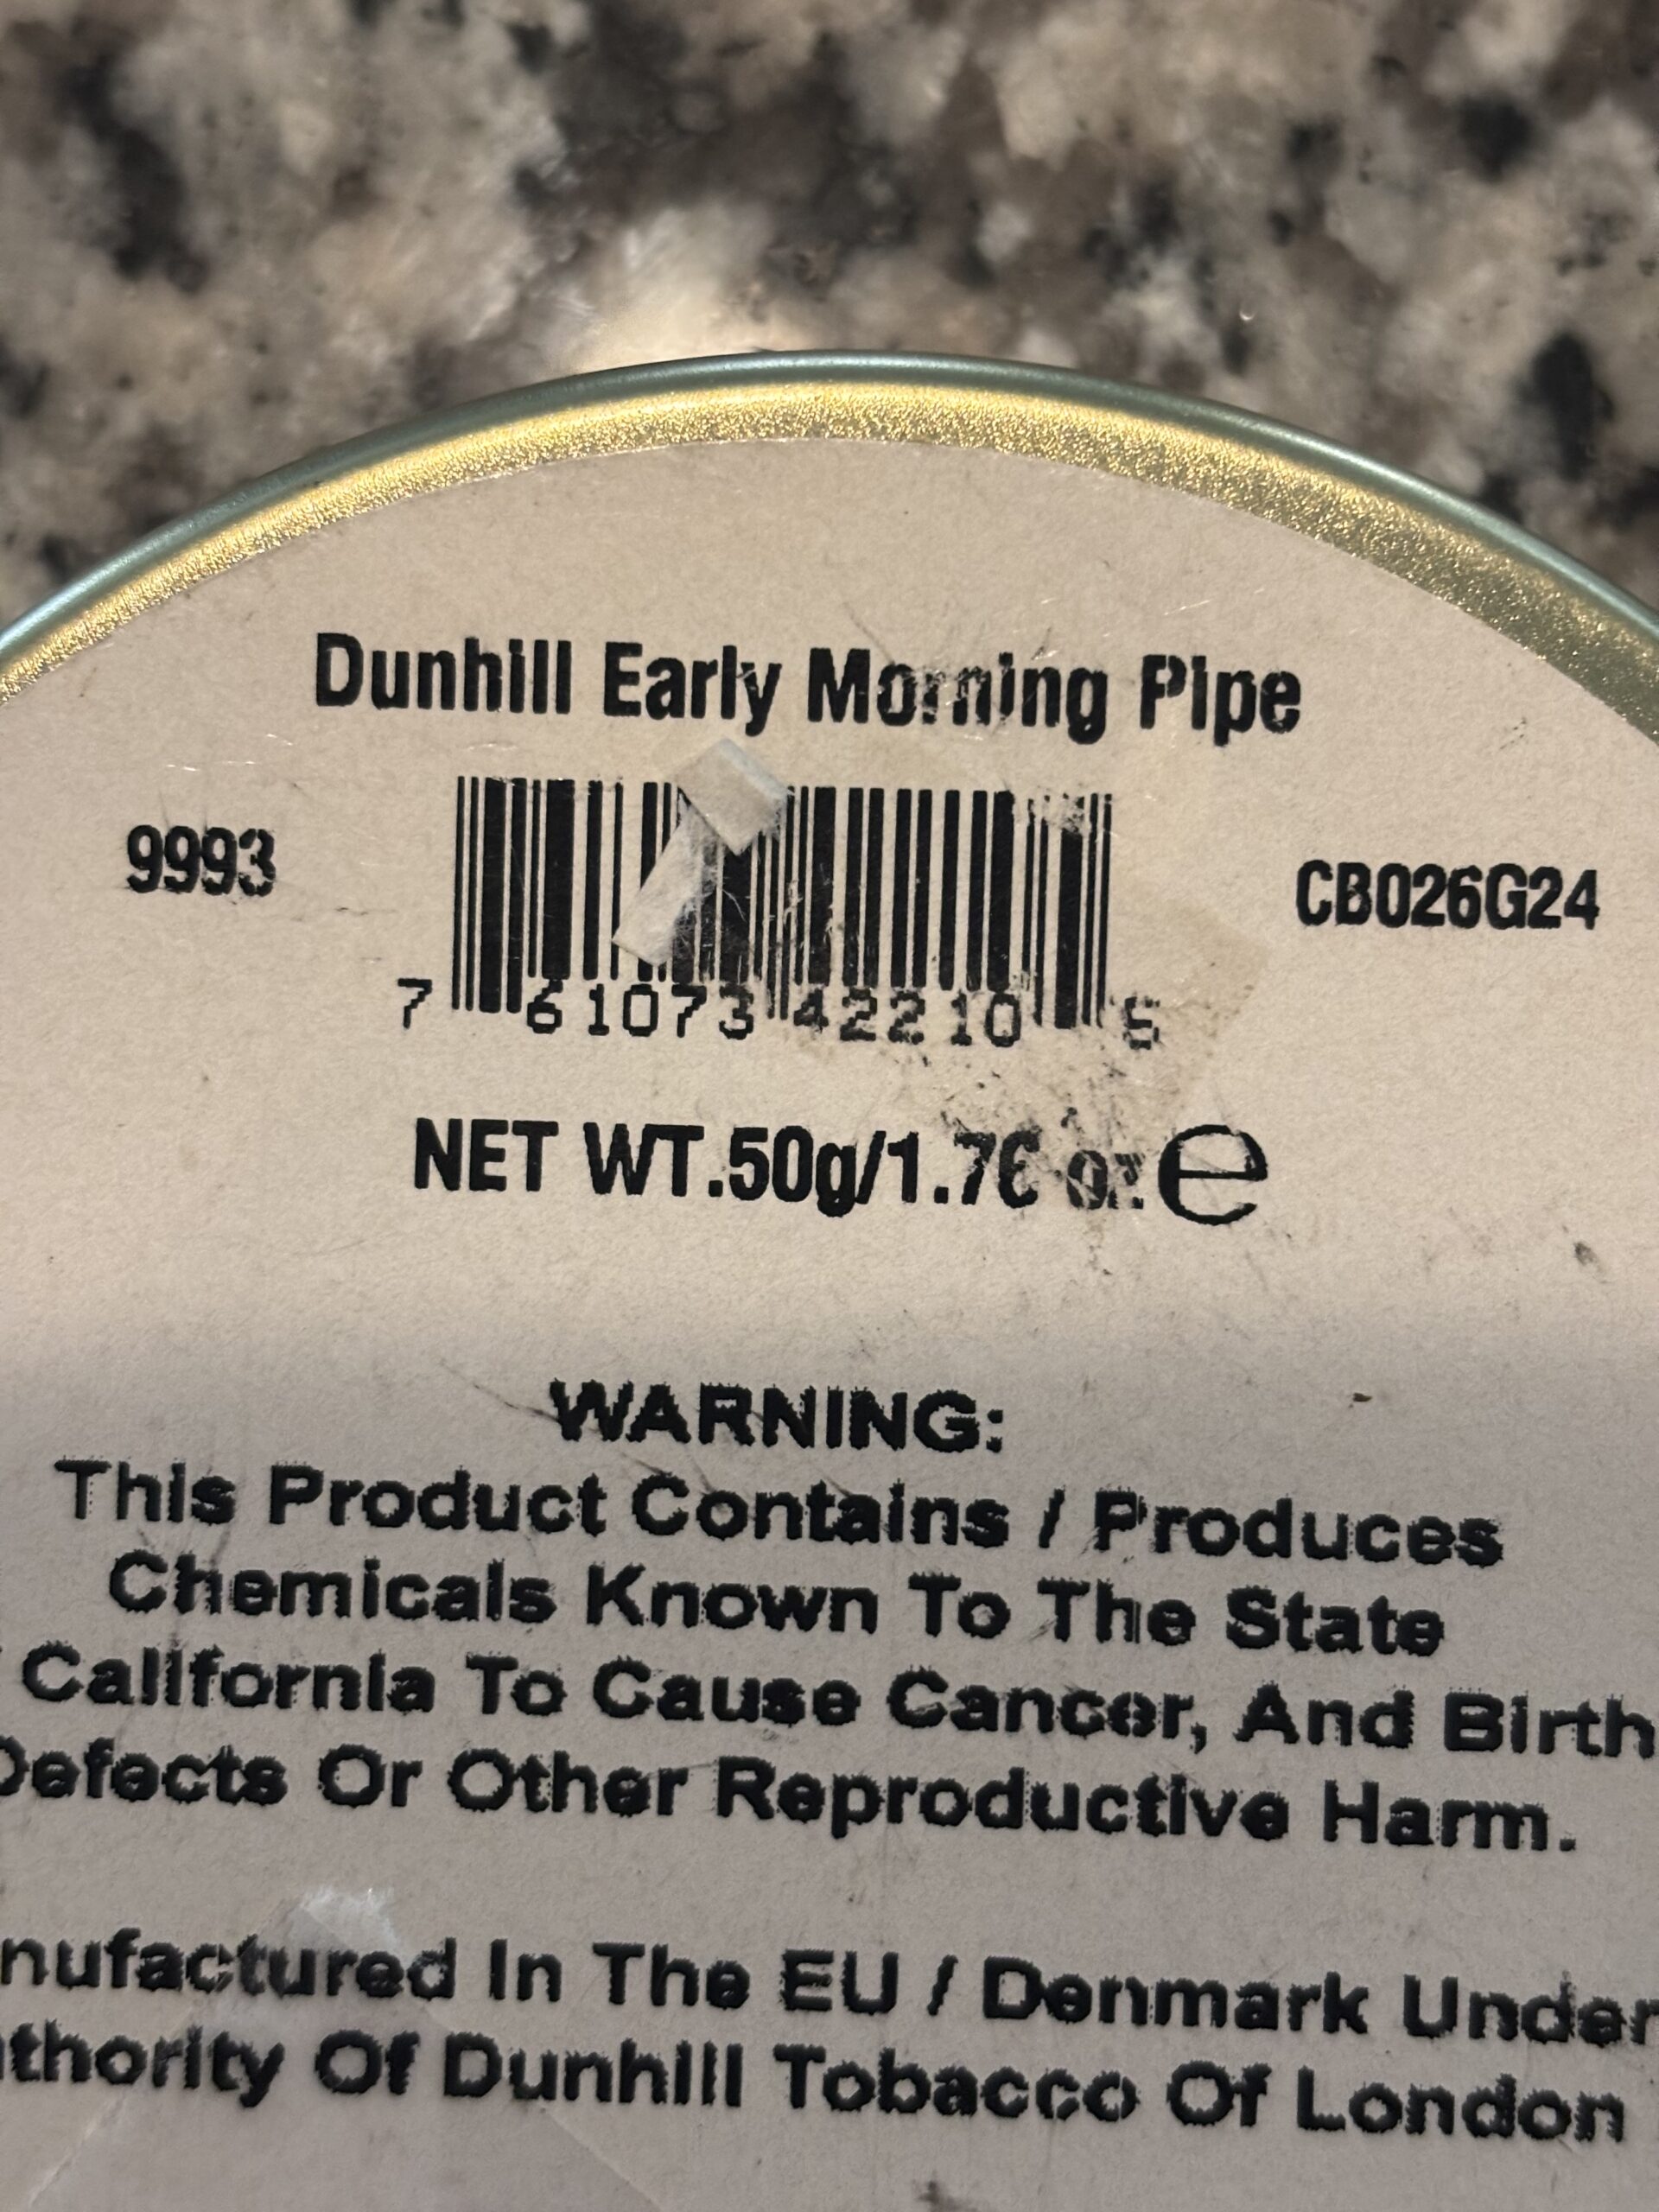 Dunhill Early Morning Pipe
9993
CB026G24
7 61073 42210 5
NET WT.50g/1.76 oz. e
WARNING:
This Product Contains / Produces
Chemicals Known To The State
California To Cause Cancer, And Birth
Defects Or Other Reproductive Harm.
nufactured In The EU / Denmark Under
thority Of Dunhill Tobacco Of London